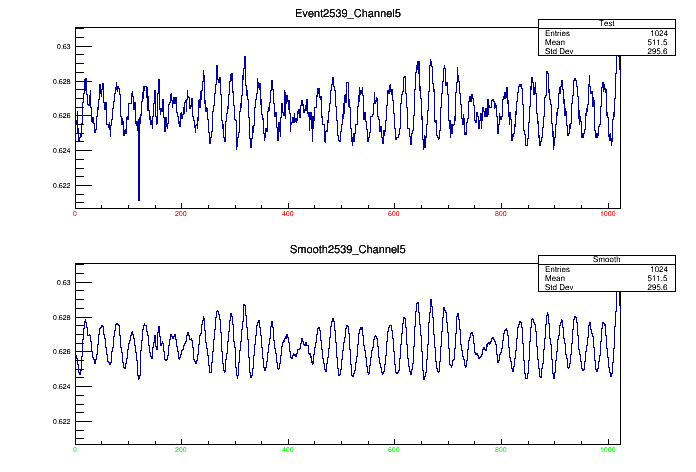 Event2539_Channel5
Test
Entries 1024
Mean 511.5
Std Dev 295.6
0.63
0.628
0.626
0.624
0.622
0 200 400 600 800 1000
Smooth2539_Channel5
Smooth
Entries 1024
Mean 511.5
Std Dev 295.6
0.63
0.628
0.626
0.624
0.622
0 200 400 600 800 1000